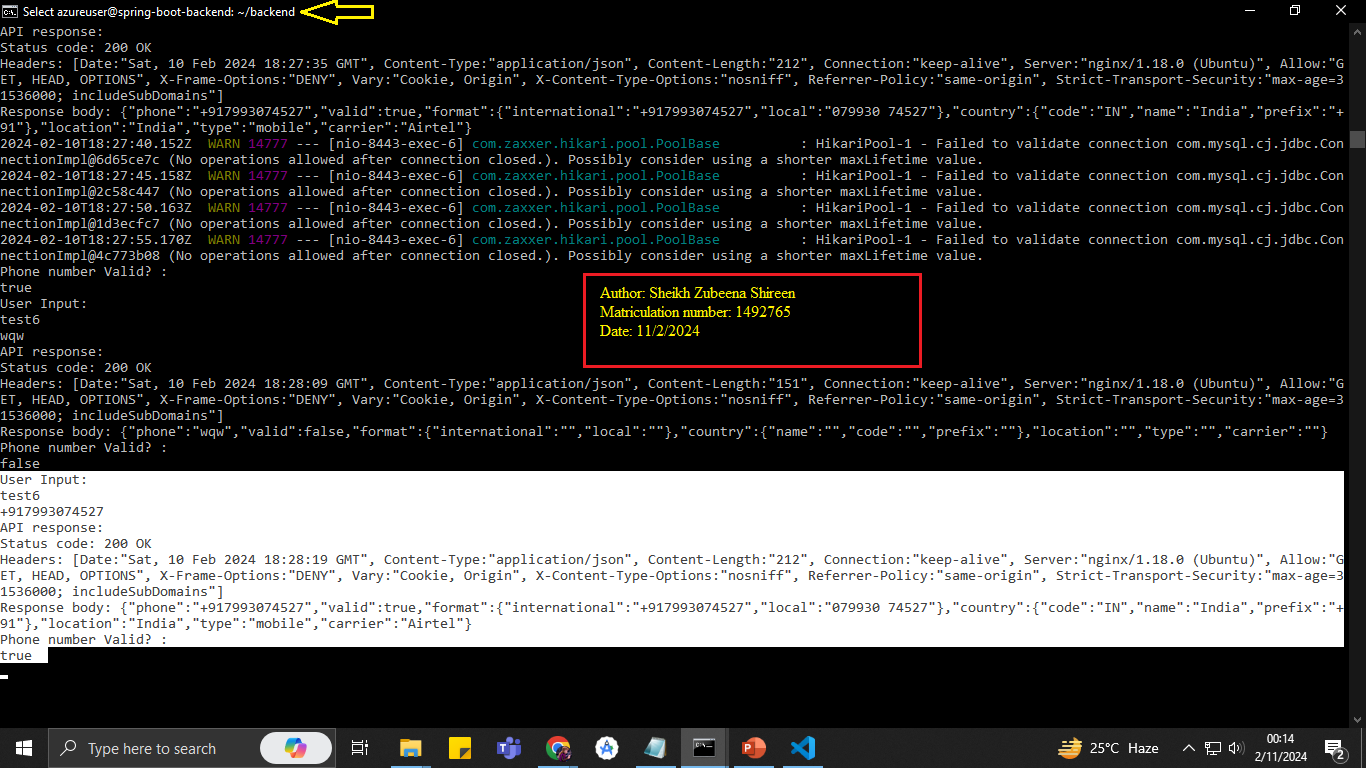 Select azureuser@spring-boot-backend: ~/backend
API response:
Status code: 200 OK
Headers: [Date:"Sat, 10 Feb 2024 18:27:35 GMT", Content-Type:"application/json", Content-Length:"212", Connection:"keep-alive", Server:"nginx/1.18.0 (Ubuntu)", Allow:"G
ET, HEAD, OPTIONS", X-Frame-Options:"DENY", Vary:"Cookie, Origin", X-Content-Type-Options:"nosniff", Referrer-Policy:"same-origin", Strict-Transport-Security:"max-age=3
1536000; includeSubDomains"]
Response body: {"phone":"+917993074527","valid":true,"format":{"international":"+917993074527","local":"079930 74527"},"country":{"code":"IN","name":"India","prefix":"+
91"},"location":"India","type":"mobile","carrier":"Airtel"}
2024-02-10T18:27:40.152Z  WARN 14777 --- [nio-8443-exec-6] com.zaxxer.hikari.pool.PoolBase          : HikariPool-1 - Failed to validate connection com.mysql.cj.jdbc.Con
nectionImpl@6d65ce7c (No operations allowed after connection closed.). Possibly consider using a shorter maxLifetime value.
2024-02-10T18:27:45.158Z  WARN 14777 --- [nio-8443-exec-6] com.zaxxer.hikari.pool.PoolBase          : HikariPool-1 - Failed to validate connection com.mysql.cj.jdbc.Con
nectionImpl@2c58c447 (No operations allowed after connection closed.). Possibly consider using a shorter maxLifetime value.
2024-02-10T18:27:50.163Z  WARN 14777 --- [nio-8443-exec-6] com.zaxxer.hikari.pool.PoolBase          : HikariPool-1 - Failed to validate connection com.mysql.cj.jdbc.Con
nectionImpl@1d3ecfc7 (No operations allowed after connection closed.). Possibly consider using a shorter maxLifetime value.
2024-02-10T18:27:55.170Z  WARN 14777 --- [nio-8443-exec-6] com.zaxxer.hikari.pool.PoolBase          : HikariPool-1 - Failed to validate connection com.mysql.cj.jdbc.Con
nectionImpl@4c773b08 (No operations allowed after connection closed.). Possibly consider using a shorter maxLifetime value.
Phone number Valid? :
true
User Input:
test6
wqw
API response:
Status code: 200 OK
Author: Sheikh Zubeena Shireen
Matriculation number: 1492765
Date: 11/2/2024
Headers: [Date:"Sat, 10 Feb 2024 18:28:09 GMT", Content-Type:"application/json", Content-Length:"151", Connection:"keep-alive", Server:"nginx/1.18.0 (Ubuntu)", Allow:"G
ET, HEAD, OPTIONS", X-Frame-Options:"DENY", Vary:"Cookie, Origin", X-Content-Type-Options:"nosniff", Referrer-Policy:"same-origin", Strict-Transport-Security:"max-age=3
1536000; includeSubDomains"]
Response body: {"phone":"wqw","valid":false,"format":{"international":"","local":""},"country":{"name":"","code":"","prefix":""},"location":"","type":"","carrier":""}
Phone number Valid? :
false
User Input:
test6
+917993074527
API response:
Status code: 200 OK
Headers: [Date:"Sat, 10 Feb 2024 18:28:19 GMT", Content-Type:"application/json", Content-Length:"212", Connection:"keep-alive", Server:"nginx/1.18.0 (Ubuntu)", Allow:"G
ET, HEAD, OPTIONS", X-Frame-Options:"DENY", Vary:"Cookie, Origin", X-Content-Type-Options:"nosniff", Referrer-Policy:"same-origin", Strict-Transport-Security:"max-age=3
1536000; includeSubDomains"]
Response body: {"phone":"+917993074527","valid":true,"format":{"international":"+917993074527","local":"079930 74527"},"country":{"code":"IN","name":"India","prefix":"+
91"},"location":"India","type":"mobile","carrier":"Airtel"}
Phone number Valid? :
true
Type here to search
25°C Haze
00:14
2/11/2024
2